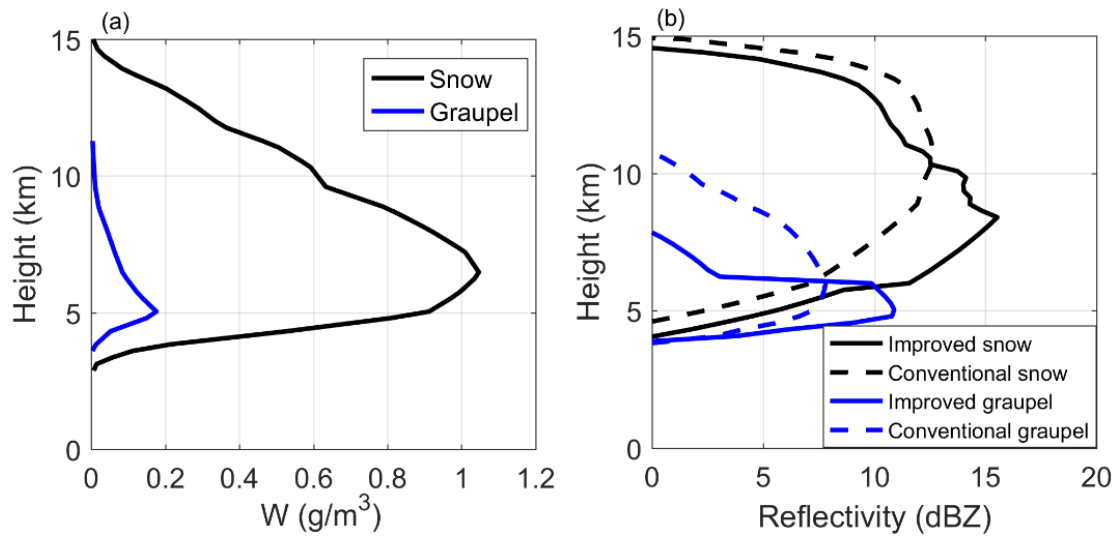 (a)
15
10
5
0
Height (km)
0 0.2 0.4 0.6 0.8 1 1.2
W (g/m³)
Snow
Graupel
(b)
15
10
5
0
Height (km)
0 5 10 15 20
Reflectivity (dBZ)
Improved snow
Conventional snow
Improved graupel
Conventional graupel